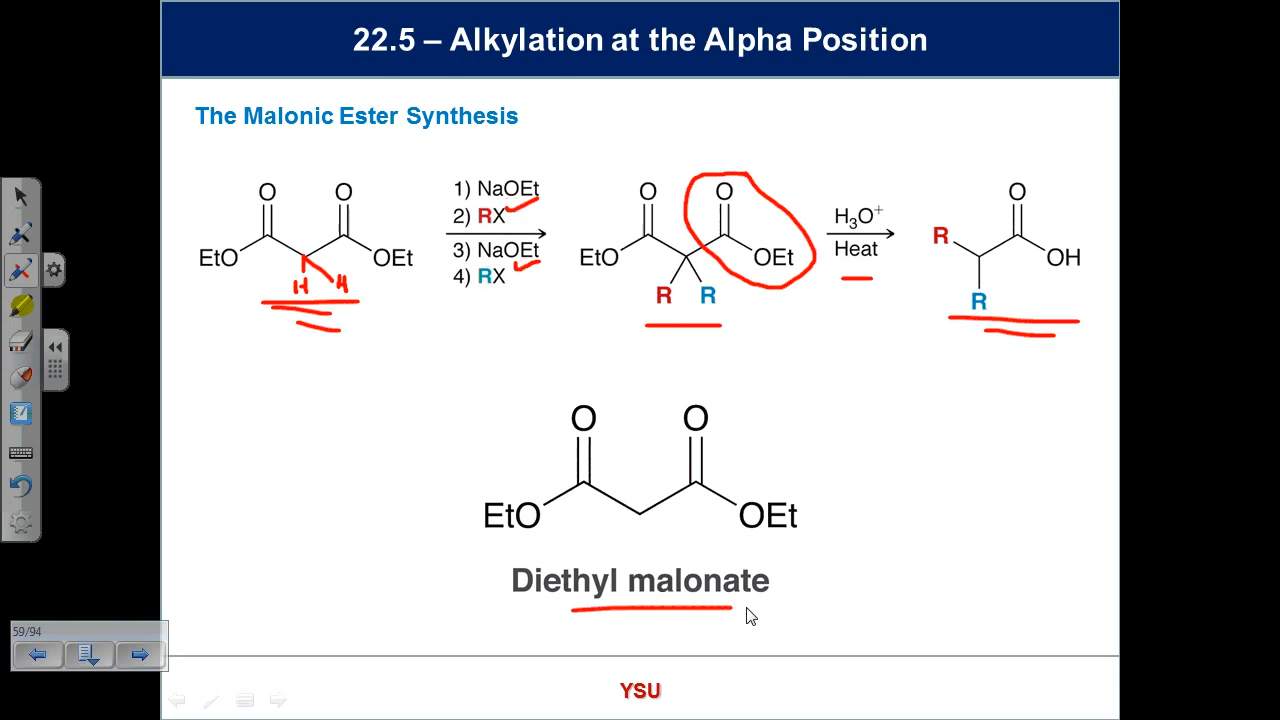 22.5 – Alkylation at the Alpha Position
The Malonic Ester Synthesis
O O
EtO OEt
H H
1) NaOEt
2) RX
3) NaOEt
4) RX
O O
EtO OEt
R R
H₃O⁺
Heat
O
R OH
R
O O
EtO OEt
Diethyl malonate
59/94
YSU